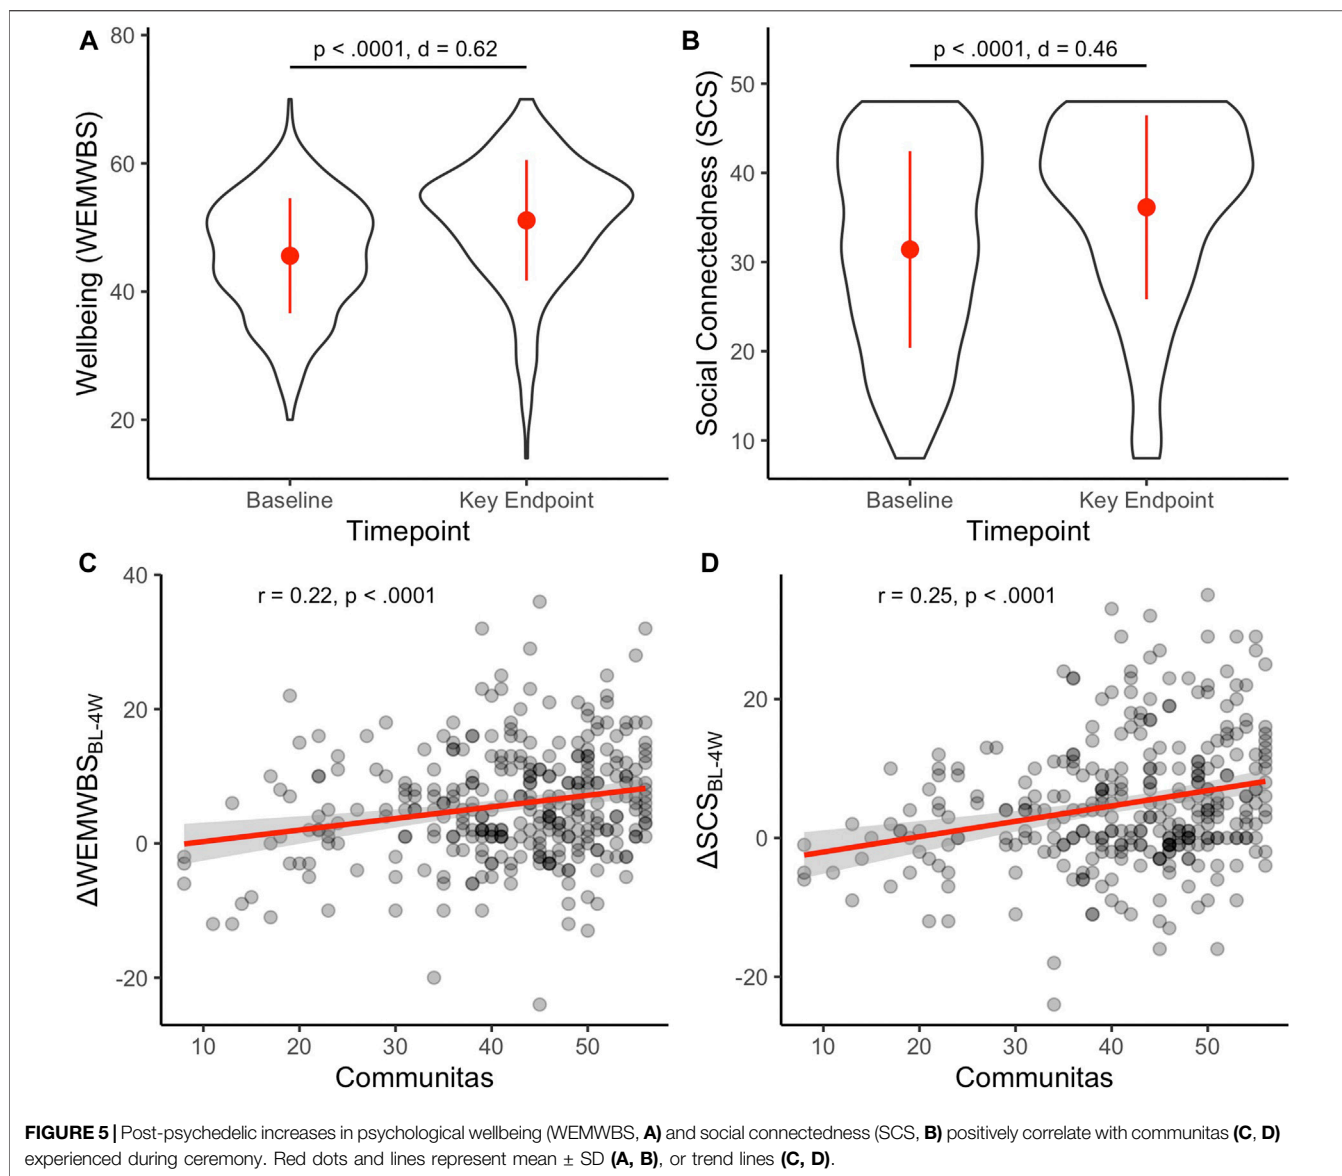 A
p < .0001, d = 0.62
Wellbeing (WEMWBS)
80
60
40
20
Baseline
Key Endpoint
Timepoint
B
p < .0001, d = 0.46
Social Connectedness (SCS)
50
40
30
20
10
Baseline
Key Endpoint
Timepoint
C
r = 0.22, p < .0001
ΔWEMWBS BL-4W
40
20
0
-20
10 20 30 40 50
Communitas
D
r = 0.25, p < .0001
ΔSCS BL-4W
20
0
-20
10 20 30 40 50
Communitas
FIGURE 5 | Post-psychedelic increases in psychological wellbeing (WEMWBS, A) and social connectedness (SCS, B) positively correlate with communitas (C, D)
experienced during ceremony. Red dots and lines represent mean ± SD (A, B), or trend lines (C, D).